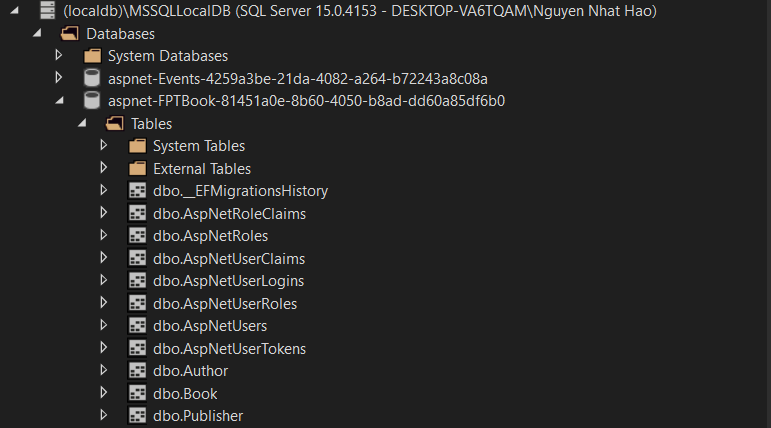 (localdb)\MSSQLLocalDB (SQL Server 15.0.4153 - DESKTOP-VA6TQAM\Nguyen Nhat Hao)
Databases
System Databases
aspnet-Events-4259a3be-21da-4082-a264-b72243a8c08a
aspnet-FPTBook-81451a0e-8b60-4050-b8ad-dd60a85df6b0
Tables
System Tables
External Tables
dbo.__EFMigrationsHistory
dbo.AspNetRoleClaims
dbo.AspNetRoles
dbo.AspNetUserClaims
dbo.AspNetUserLogins
dbo.AspNetUserRoles
dbo.AspNetUsers
dbo.AspNetUserTokens
dbo.Author
dbo.Book
dbo.Publisher